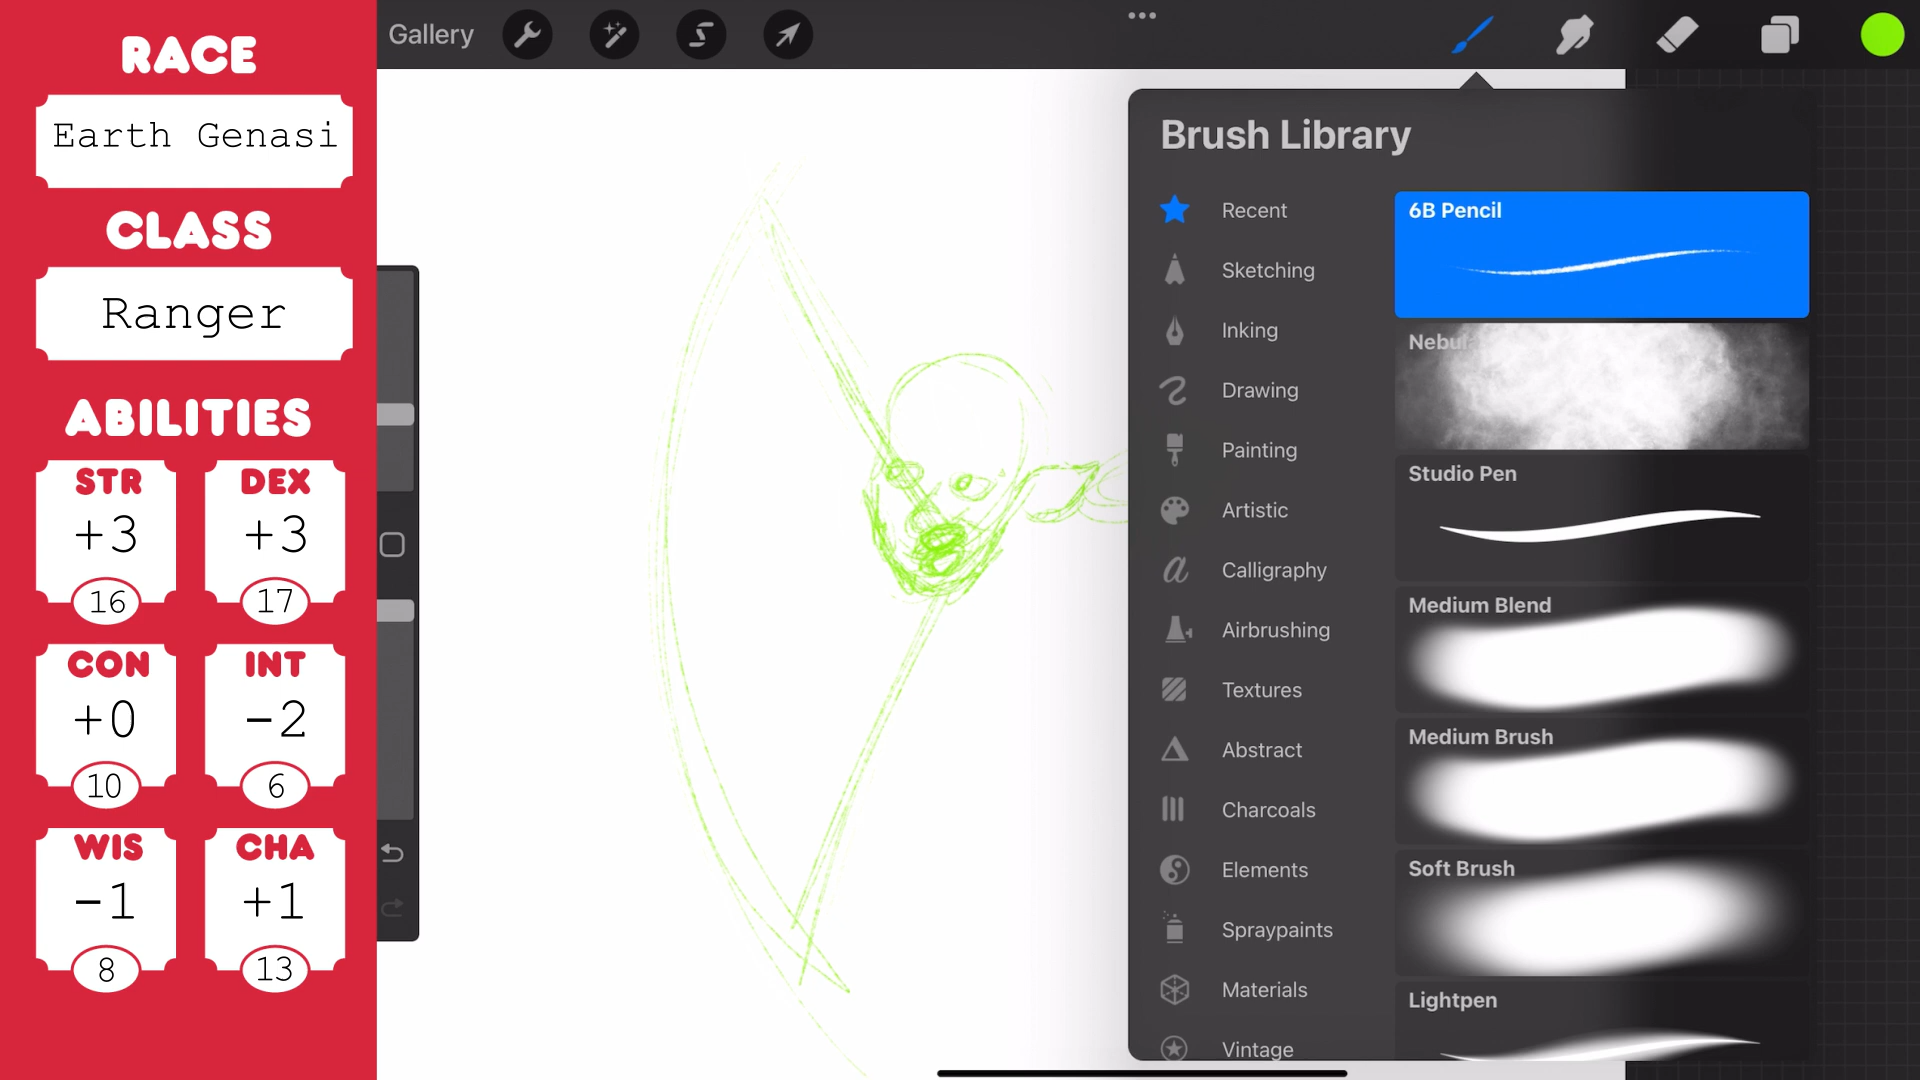 RACE
Earth Genasi
CLASS
Ranger
ABILITIES
STR
+3
16
DEX
+3
17
CON
+0
10
INT
-2
6
WIS
-1
8
CHA
+1
13
Gallery
Brush Library
Recent
Sketching
Inking
Drawing
Painting
Artistic
Calligraphy
Airbrushing
Textures
Abstract
Charcoals
Elements
Spraypaints
Materials
Vintage
6B Pencil
Nebula
Studio Pen
Medium Blend
Medium Brush
Soft Brush
Lightpen